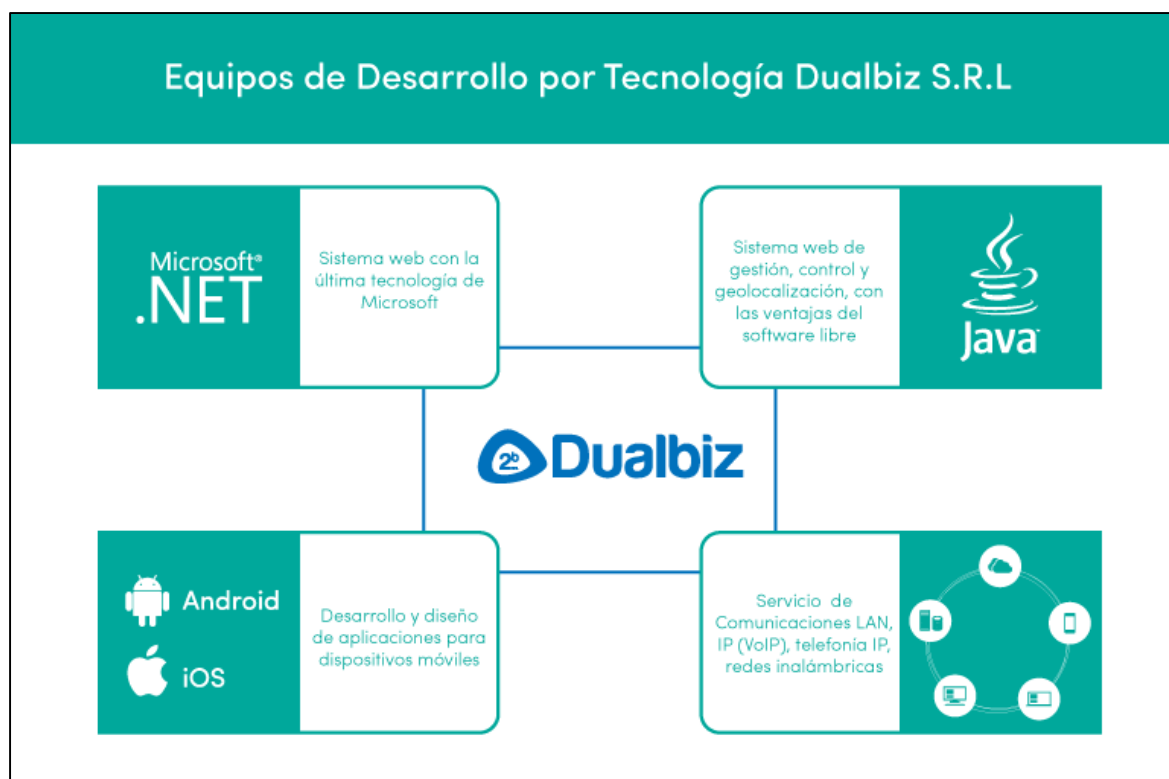 Equipos de Desarrollo por Tecnología Dualbiz S.R.L
Microsoft®
.NET
Sistema web con la
última tecnología de
Microsoft
Sistema web de
gestión, control y
geolocalización, con
las ventajas del
software libre
Java
2b Dualbiz
Android
iOS
Desarrollo y diseño
de aplicaciones para
dispositivos móviles
Servicio de
Comunicaciones LAN,
IP (VoIP), telefonía IP,
redes inalámbricas